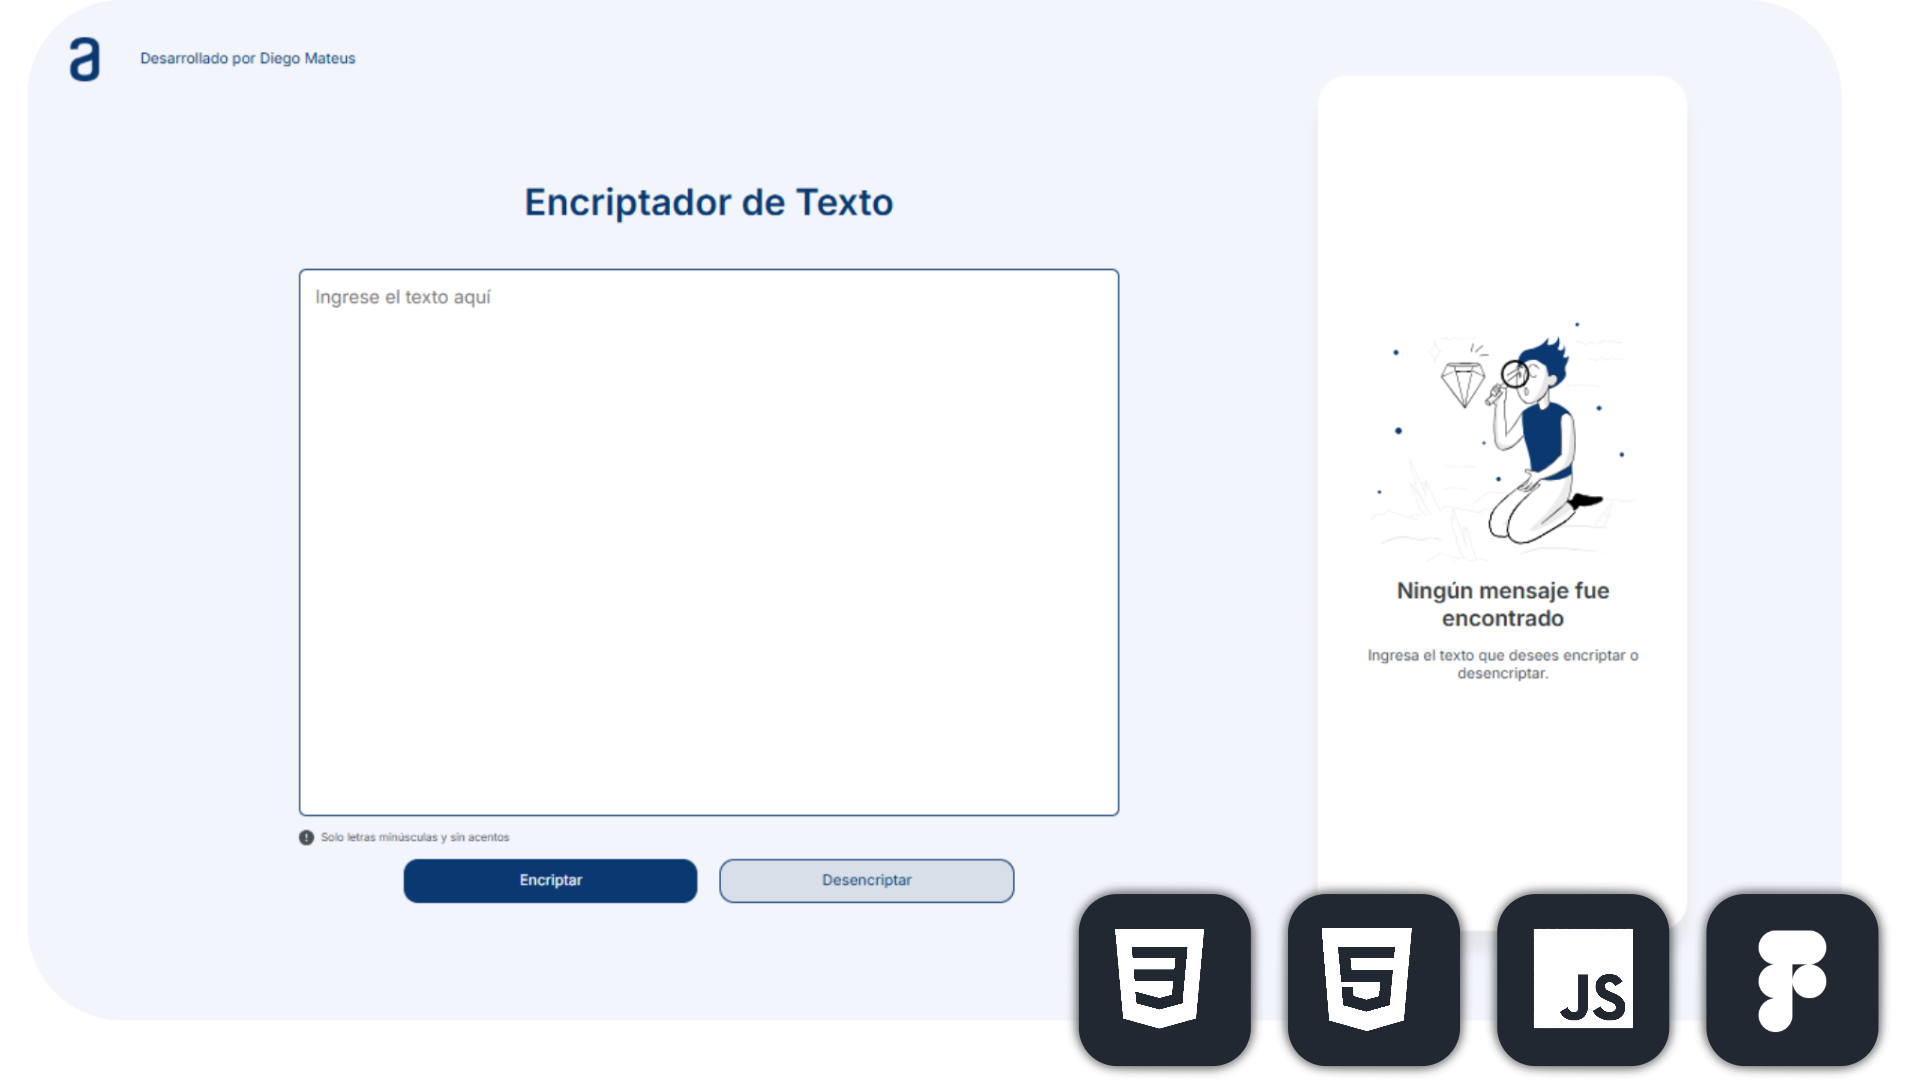 a
Desarrollado por Diego Mateus
Encriptador de Texto
Ingrese el texto aquí
Solo letras minúsculas y sin acentos
Encriptar
Desencriptar
Ningún mensaje fue
encontrado
Ingresa el texto que desees encriptar o
desencriptar.
3
5
JS